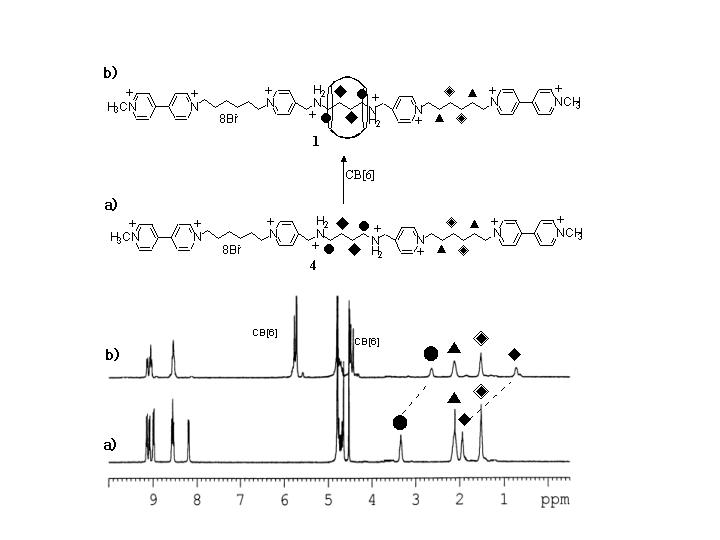 b)
H₃C N + + N 8Br⁻ + N H₂ N + + N H₂ N + + N + NCH₃
1
CB[6]
a)
H₃C N + + N 8Br⁻ + N H₂ N + + N H₂ N + + N + NCH₃
4
CB[6] CB[6]
b)
a)
9 8 7 6 5 4 3 2 1 ppm